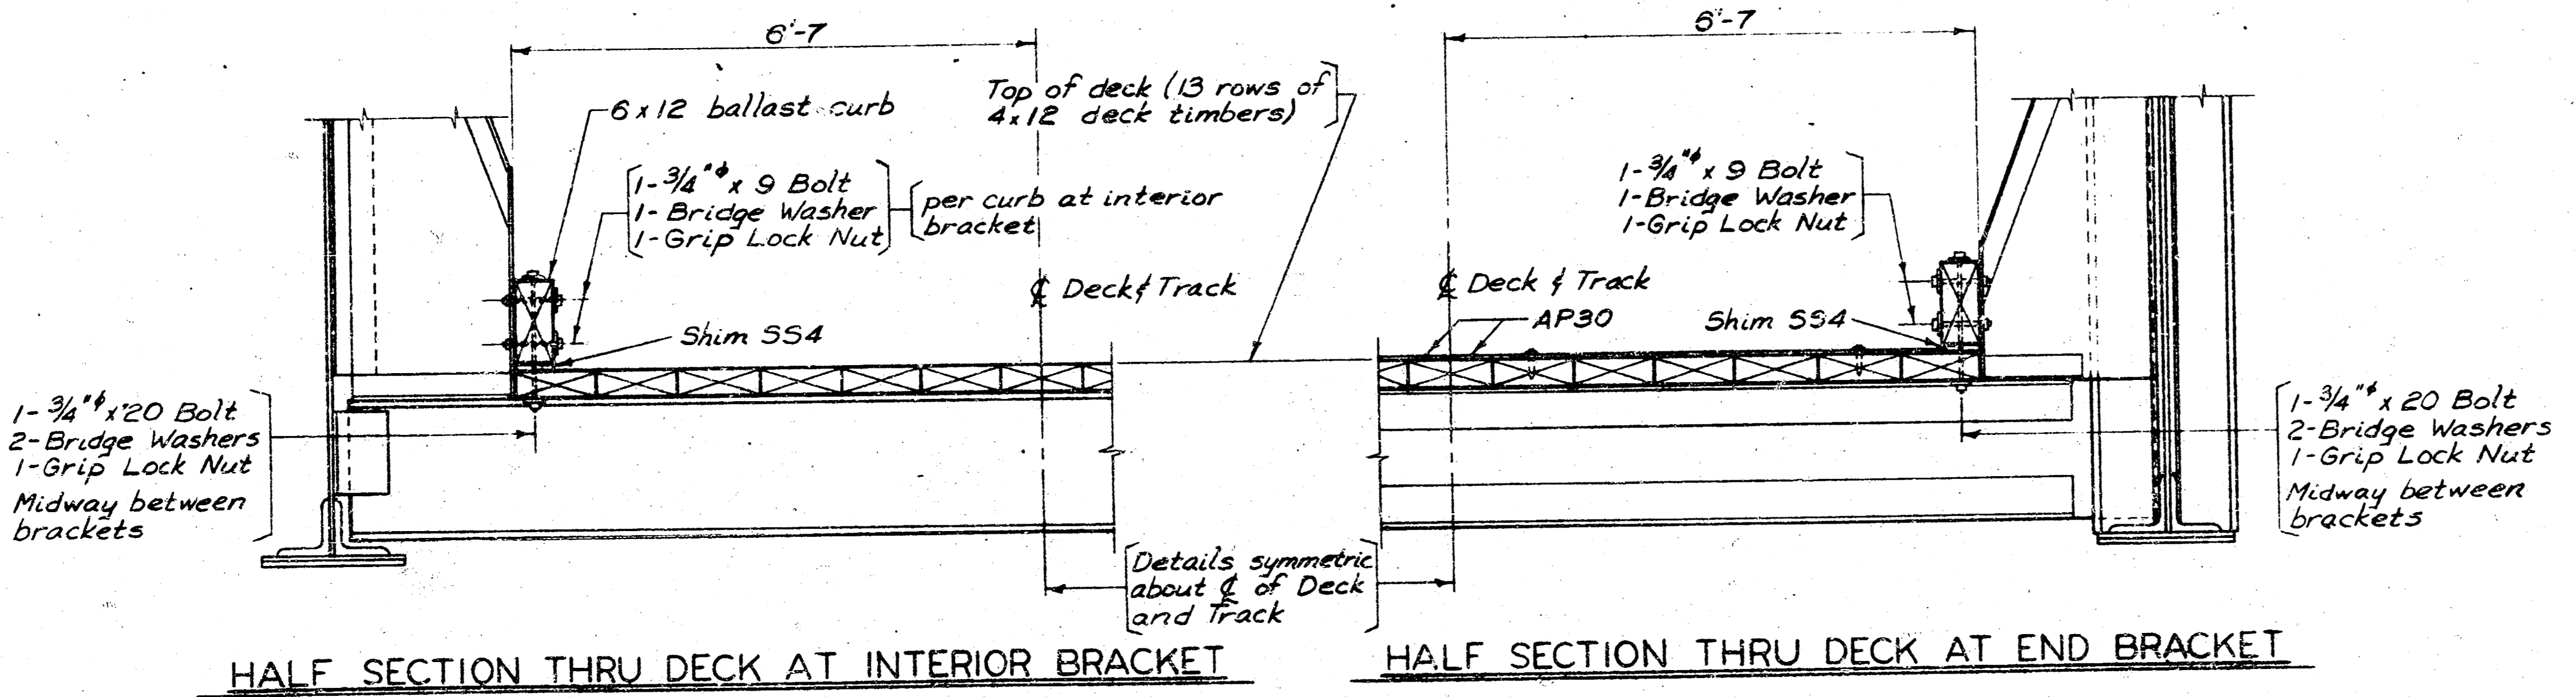 6'-7
6'-7
6 x 12 ballast curb
Top of deck (13 rows of
4x12 deck timbers)
1-3/4"ɸ x 9 Bolt
1-Bridge Washer
1-Grip Lock Nut
per curb at interior
bracket
1-3/4"ɸ x 9 Bolt
1-Bridge Washer
1-Grip Lock Nut
℄ Deck & Track
℄ Deck & Track
Shim SS4
AP30
Shim SS4
1-3/4"ɸ x 20 Bolt
2-Bridge Washers
1-Grip Lock Nut
Midway between
brackets
1-3/4"ɸ x 20 Bolt
2-Bridge Washers
1-Grip Lock Nut
Midway between
brackets
Details symmetric
about ℄ of Deck
and Track
HALF SECTION THRU DECK AT INTERIOR BRACKET
HALF SECTION THRU DECK AT END BRACKET